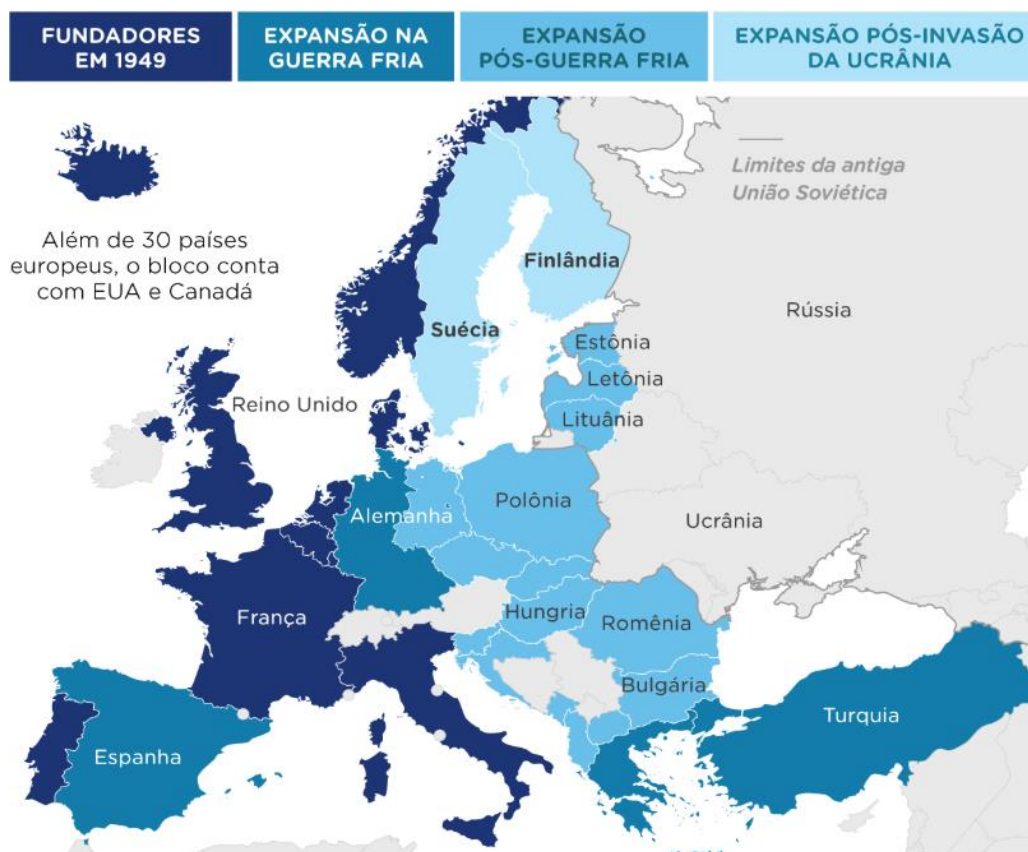 FUNDADORES
EM 1949
EXPANSÃO NA
GUERRA FRIA
EXPANSÃO
PÓS-GUERRA FRIA
EXPANSÃO PÓS-INVASÃO
DA UCRÂNIA
Limites da antiga
União Soviética
Além de 30 países
europeus, o bloco conta
com EUA e Canadá
Finlândia
Suécia
Rússia
Estônia
Letônia
Lituânia
Reino Unido
Polônia
Alemanha
Ucrânia
França
Hungria
Romênia
Bulgária
Turquia
Espanha